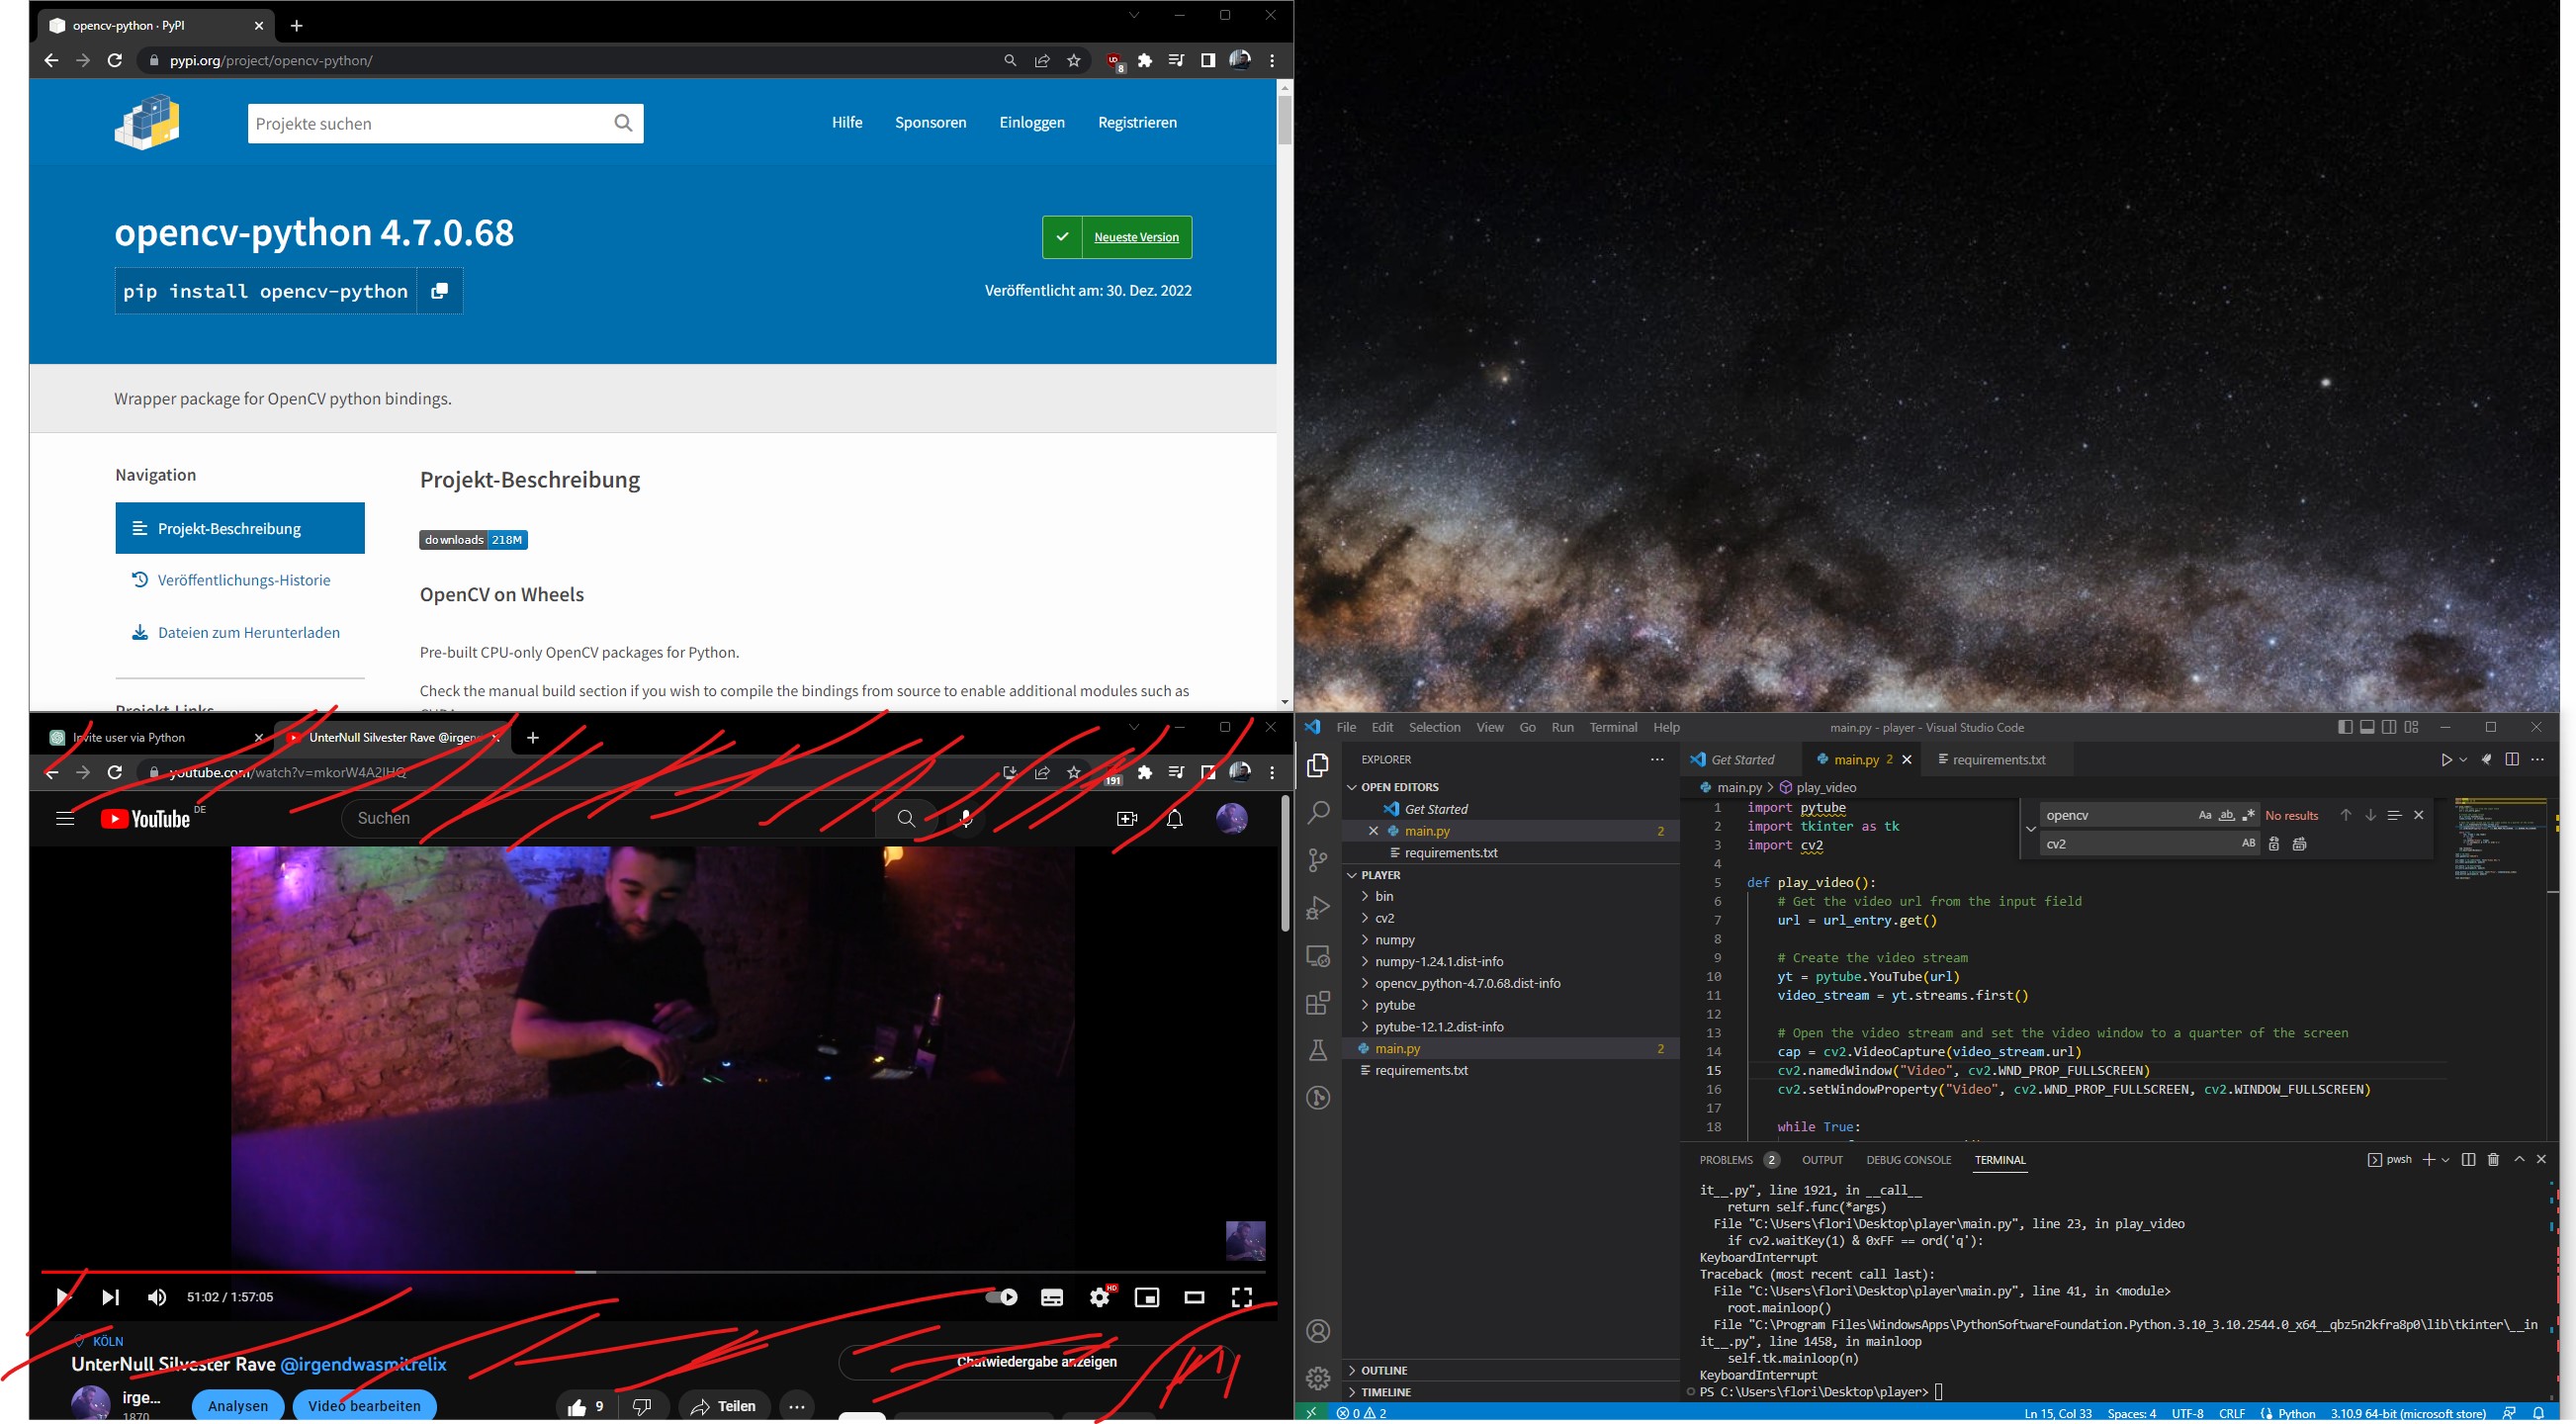 opencv-python · PyPI
pypi.org/project/opencv-python/
8
Projekte suchen
Hilfe
Sponsoren
Einloggen
Registrieren
opencv-python 4.7.0.68
pip install opencv-python
Neueste Version
Veröffentlicht am: 30. Dez. 2022
Wrapper package for OpenCV python bindings.
Navigation
Projekt-Beschreibung
Veröffentlichungs-Historie
Dateien zum Herunterladen
Projekt-Links
Projekt-Beschreibung
downloads 218M
OpenCV on Wheels
Pre-built CPU-only OpenCV packages for Python.
Check the manual build section if you wish to compile the bindings from source to enable additional modules such as
Invite user via Python
UnterNull Silvester Rave @irgen
youtube.com/watch?v=mkorW4A2IHQ
191
YouTube DE
Suchen
51:02 / 1:57:05
HD
KÖLN
UnterNull Silvester Rave @irgendwasmitrelix
irge...
1870
Analysen
Video bearbeiten
9
Teilen
Chatwiedergabe anzeigen
File Edit Selection View Go Run Terminal Help
main.py - player - Visual Studio Code
EXPLORER
OPEN EDITORS
Get Started
main.py 2
requirements.txt
PLAYER
bin
cv2
numpy
numpy-1.24.1.dist-info
opencv_python-4.7.0.68.dist-info
pytube
pytube-12.1.2.dist-info
main.py 2
requirements.txt
OUTLINE
TIMELINE
Get Started
main.py 2
requirements.txt
main.py > play_video
opencv
Aa ab
No results
cv2
AB
1 import pytube
2 import tkinter as tk
3 import cv2
4
5 def play_video():
6 # Get the video url from the input field
7 url = url_entry.get()
8
9 # Create the video stream
10 yt = pytube.YouTube(url)
11 video_stream = yt.streams.first()
12
13 # Open the video stream and set the video window to a quarter of the screen
14 cap = cv2.VideoCapture(video_stream.url)
15 cv2.namedWindow("Video", cv2.WND_PROP_FULLSCREEN)
16 cv2.setWindowProperty("Video", cv2.WND_PROP_FULLSCREEN, cv2.WINDOW_FULLSCREEN)
17
18 while True:
PROBLEMS 2 OUTPUT DEBUG CONSOLE TERMINAL
pwsh
it__.py", line 1921, in __call__
return self.func(*args)
File "C:\Users\flori\Desktop\player\main.py", line 23, in play_video
if cv2.waitKey(1) & 0xFF == ord('q'):
KeyboardInterrupt
Traceback (most recent call last):
File "C:\Users\flori\Desktop\player\main.py", line 41, in <module>
root.mainloop()
File "C:\Program Files\WindowsApps\PythonSoftwareFoundation.Python.3.10_3.10.2544.0_x64__qbz5n2kfra8p0\lib\tkinter\__in
it__.py", line 1458, in mainloop
self.tk.mainloop(n)
KeyboardInterrupt
PS C:\Users\flori\Desktop\player>
0 2
Ln 15, Col 33 Spaces: 4 UTF-8 CRLF Python 3.10.9 64-bit (microsoft store)